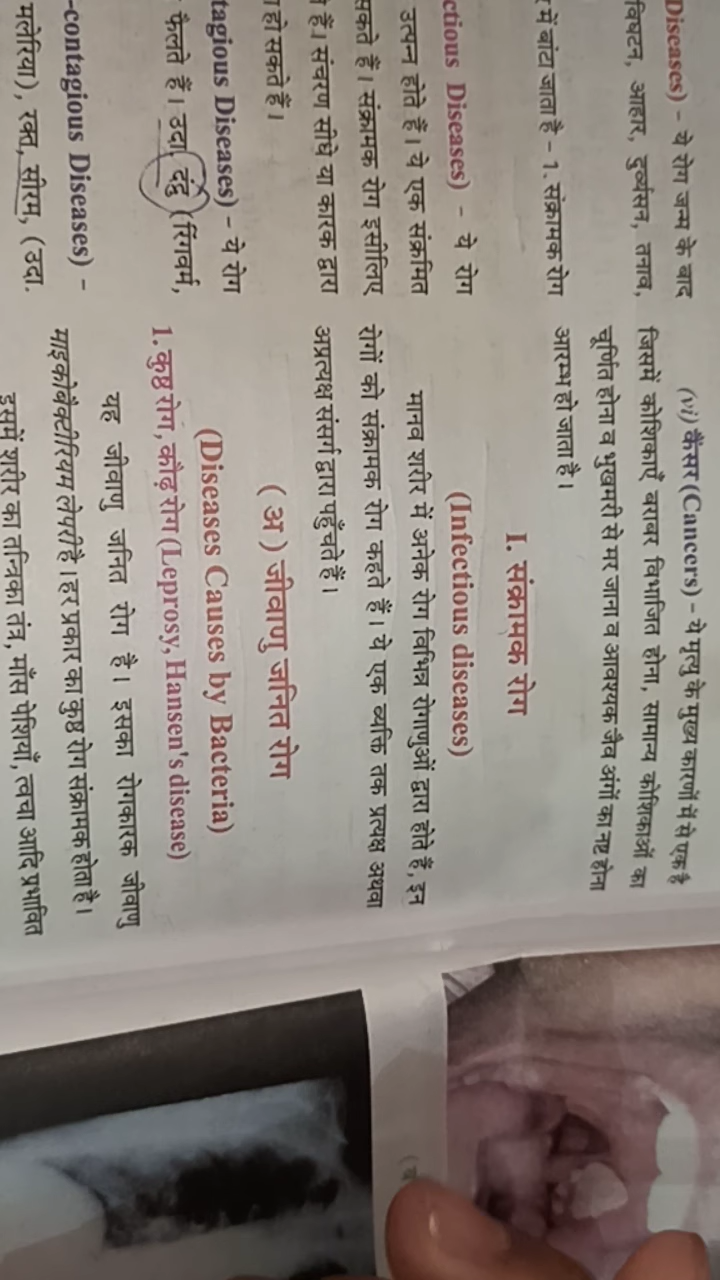 Diseases) – ये रोग जन्म के बाद
विघटन, आहार, दुर्व्यसन, तनाव,
में बांटा जाता है – 1. संक्रामक रोग
ctious Diseases) – ये रोग
उत्पन्न होते हैं। ये एक संक्रमित
सकते हैं। संक्रामक रोग इसीलिए
है। संचरण सीधे या कारक द्वारा
हो सकते हैं।
tagious Diseases) – ये रोग
फैलते हैं। उदा. दंदु (रिंगवर्म,
-contagious Diseases) –
मलेरिया), रक्त, सीरम, (उदा.
(vi) कैंसर (Cancers) – ये मृत्यु के मुख्य कारणों में से एक है
जिसमें कोशिकाएँ बराबर विभाजित होना, सामान्य कोशिकाओं का
चूर्णित होना व भुखमरी से मर जाना व आवश्यक जैव अंगों का नष्ट होना
आरम्भ हो जाता है।
I. संक्रामक रोग
(Infectious diseases)
मानव शरीर में अनेक रोग विभिन्न रोगाणुओं द्वारा होते हैं, इन
रोगों को संक्रामक रोग कहते हैं। ये एक व्यक्ति तक प्रत्यक्ष अथवा
अप्रत्यक्ष संसर्ग द्वारा पहुँचते हैं।
( अ ) जीवाणु जनित रोग
(Diseases Causes by Bacteria)
1. कुष्ठ रोग, कौढ़ रोग (Leprosy, Hansen's disease)
यह जीवाणु जनित रोग है। इसका रोगकारक जीवाणु
माइकोबैक्टीरियम लेपरी है। हर प्रकार का कुष्ठ रोग संक्रामक होता है।
इसमें शरीर का तन्त्रिका तंत्र, माँस पेशियाँ, त्वचा आदि प्रभावित